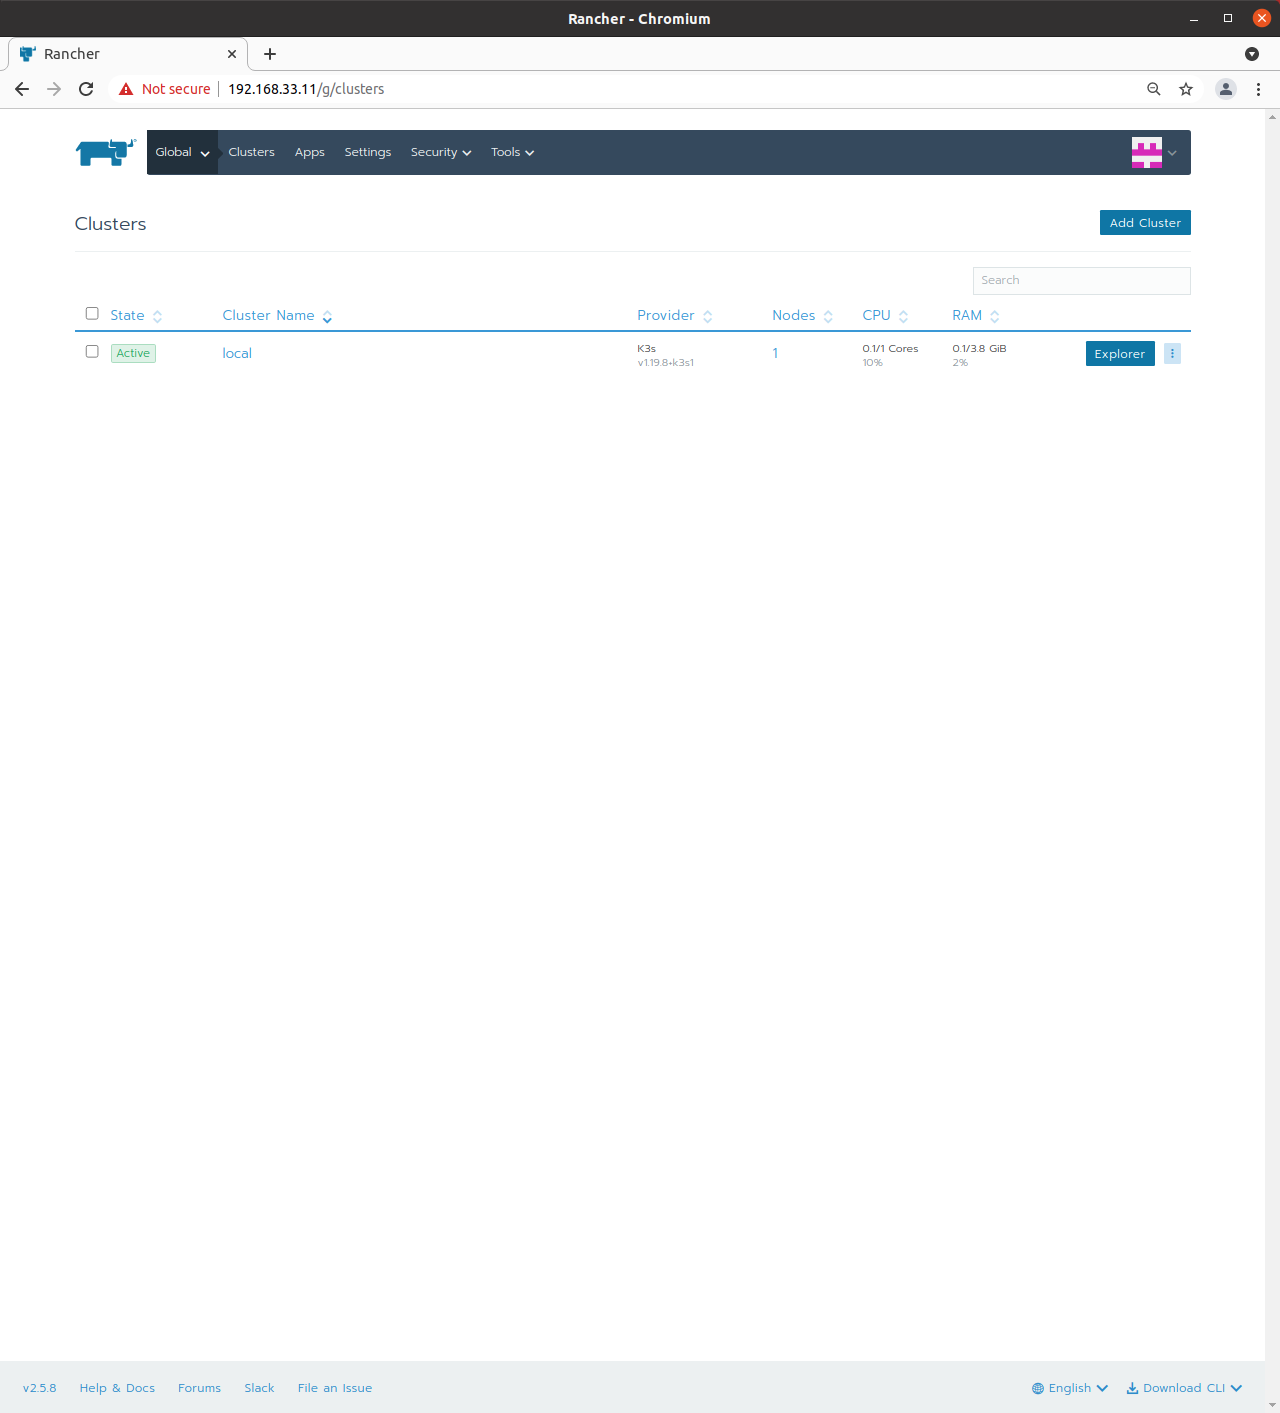 Rancher - Chromium
Rancher
Not secure 192.168.33.11/g/clusters
Global Clusters Apps Settings Security Tools
Clusters Add Cluster
Search
State Cluster Name Provider Nodes CPU RAM
Active local K3s 1 0.1/1 Cores 0.1/3.8 GiB Explorer
v1.19.8+k3s1 10% 2%
v2.5.8 Help & Docs Forums Slack File an Issue English Download CLI